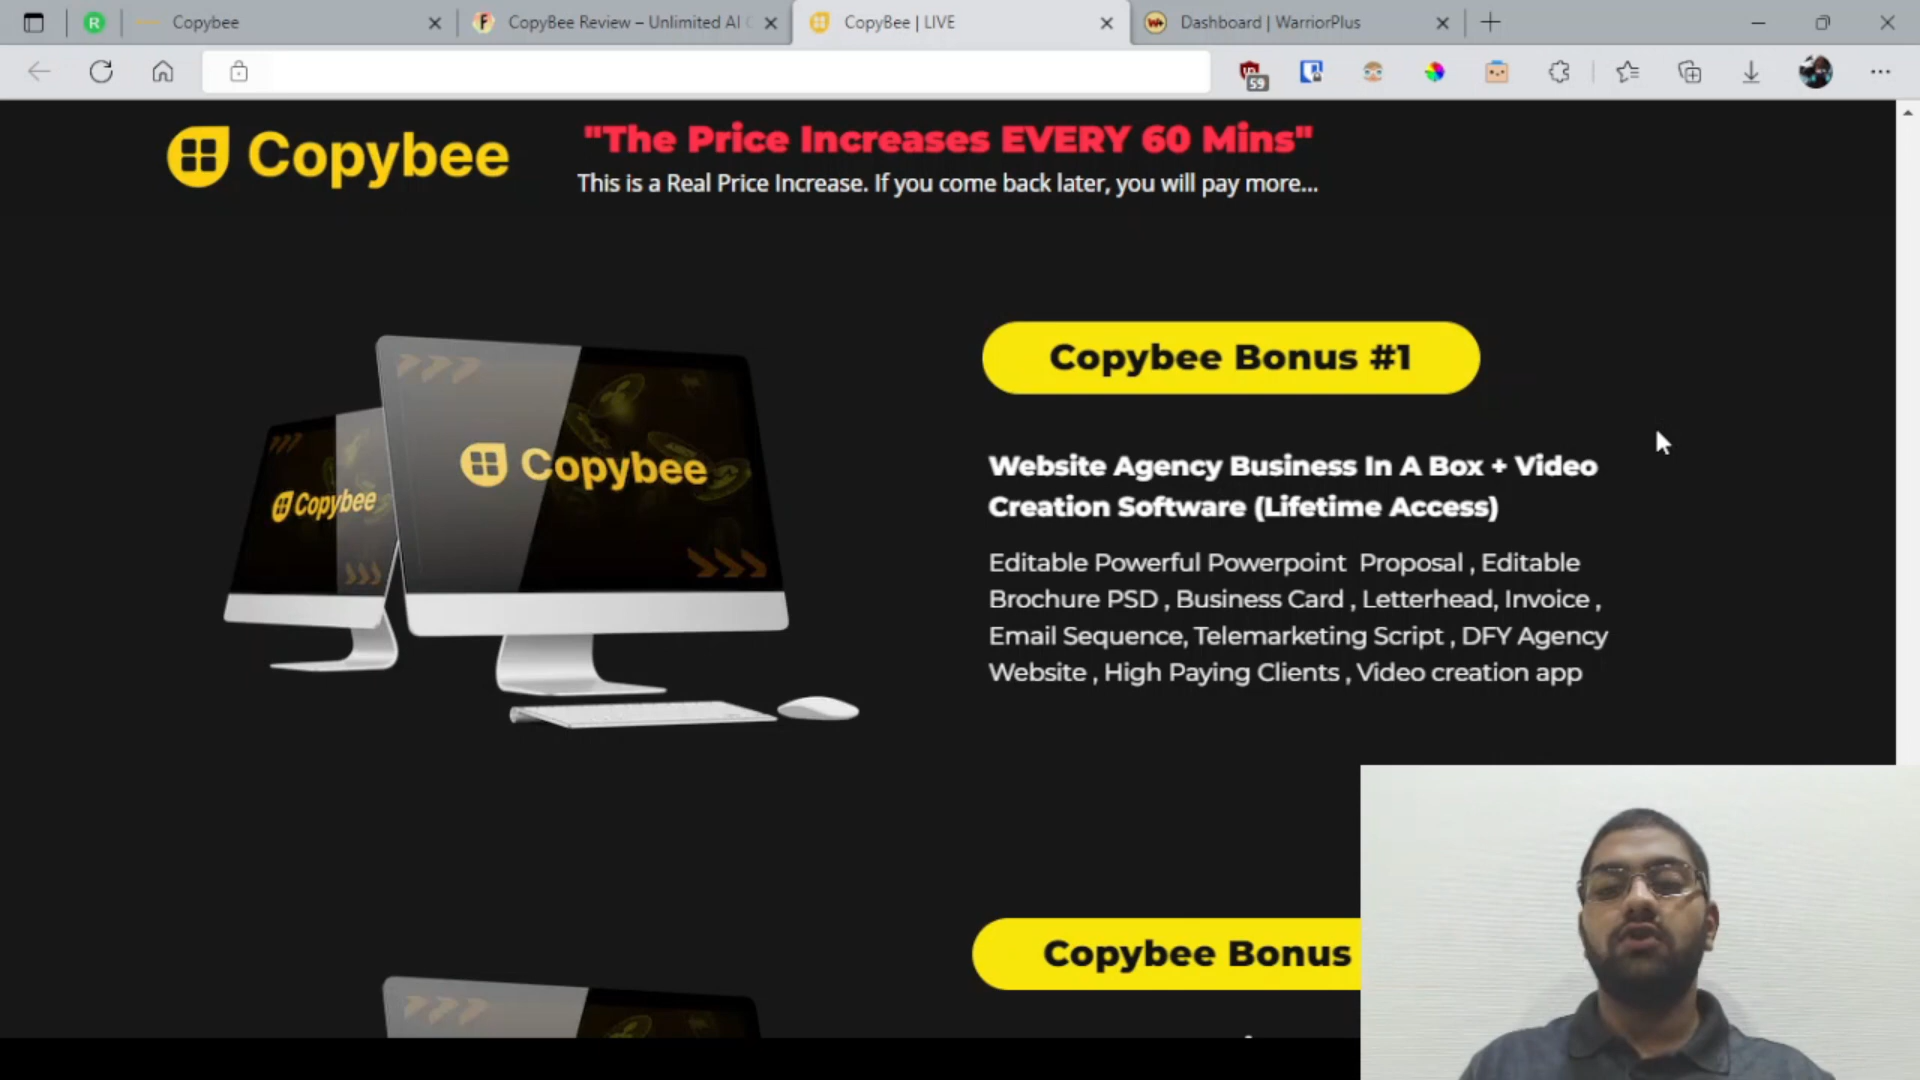 R
Copybee
CopyBee Review – Unlimited AI
CopyBee | LIVE
Dashboard | WarriorPlus
59
Copybee
"The Price Increases EVERY 60 Mins"
This is a Real Price Increase. If you come back later, you will pay more...
Copybee
Copybee
Copybee Bonus #1
Website Agency Business In A Box + Video
Creation Software (Lifetime Access)
Editable Powerful Powerpoint Proposal , Editable
Brochure PSD , Business Card , Letterhead, Invoice ,
Email Sequence, Telemarketing Script , DFY Agency
Website , High Paying Clients , Video creation app
Copybee Bonus